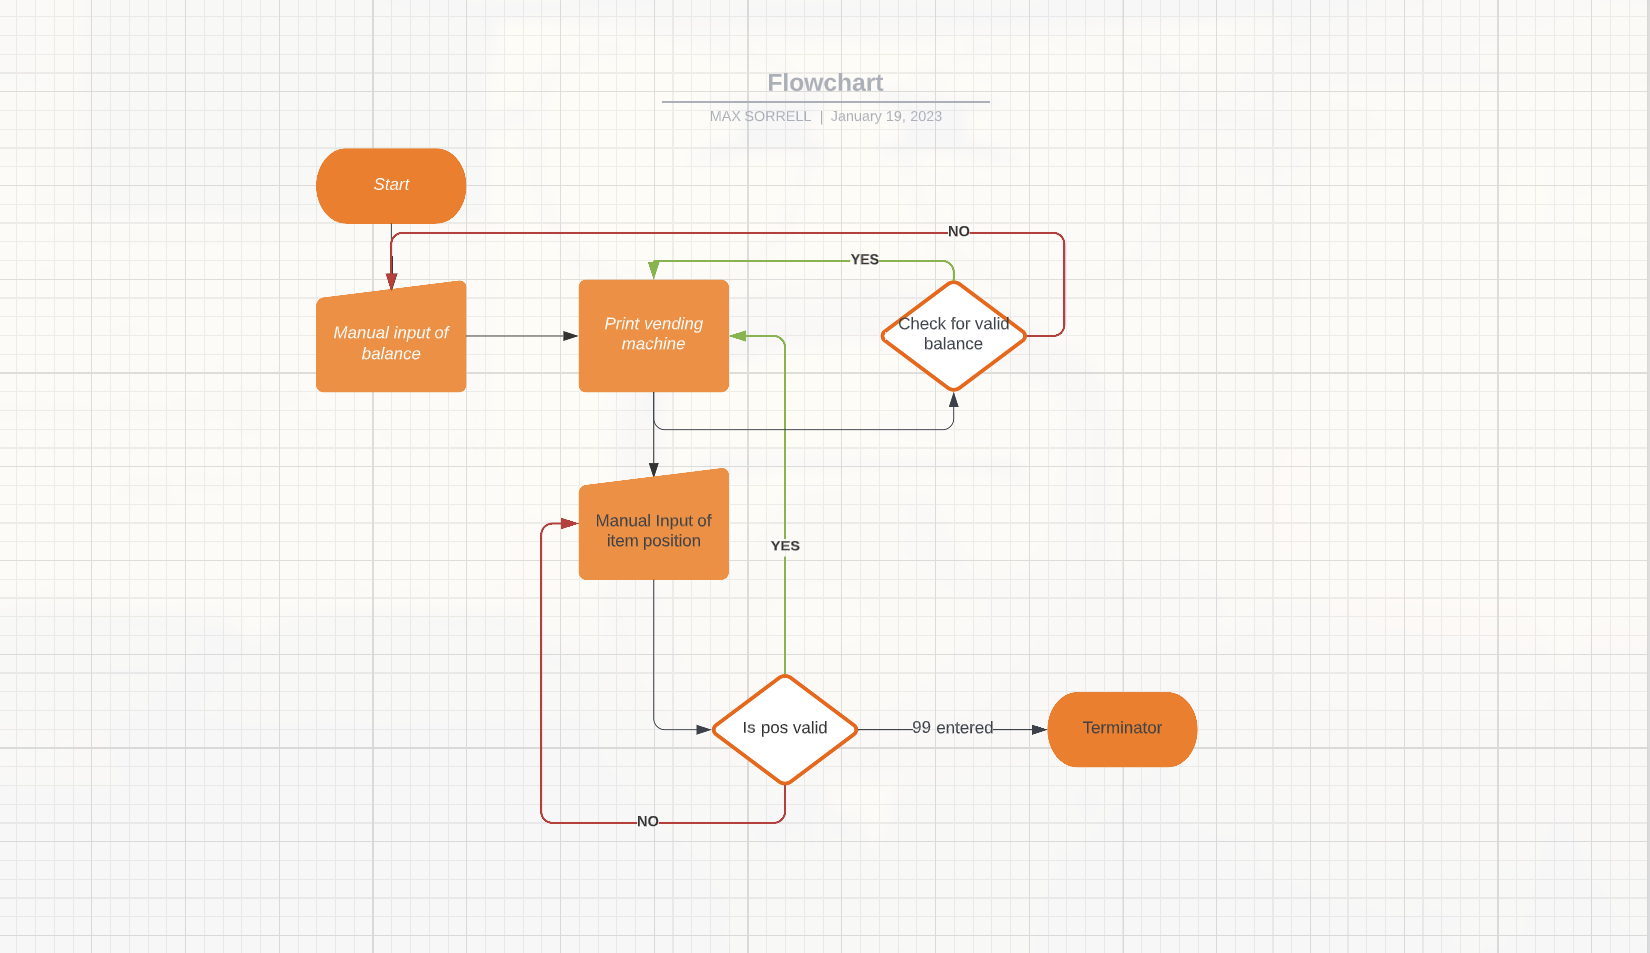 Flowchart
MAX SORRELL | January 19, 2023
Start
NO
YES
Manual input of
balance
Print vending
machine
Check for valid
balance
Manual Input of
item position
YES
Is pos valid
99 entered
Terminator
NO